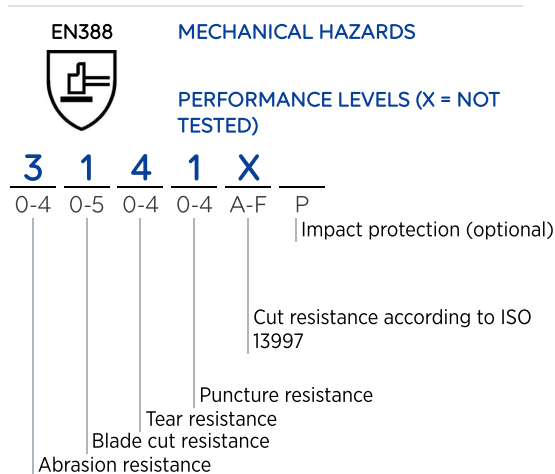 EN388
MECHANICAL HAZARDS
PERFORMANCE LEVELS (X = NOT
TESTED)
3 1 4 1 X
0-4 0-5 0-4 0-4 A-F P
Impact protection (optional)
Cut resistance according to ISO
13997
Puncture resistance
Tear resistance
Blade cut resistance
Abrasion resistance